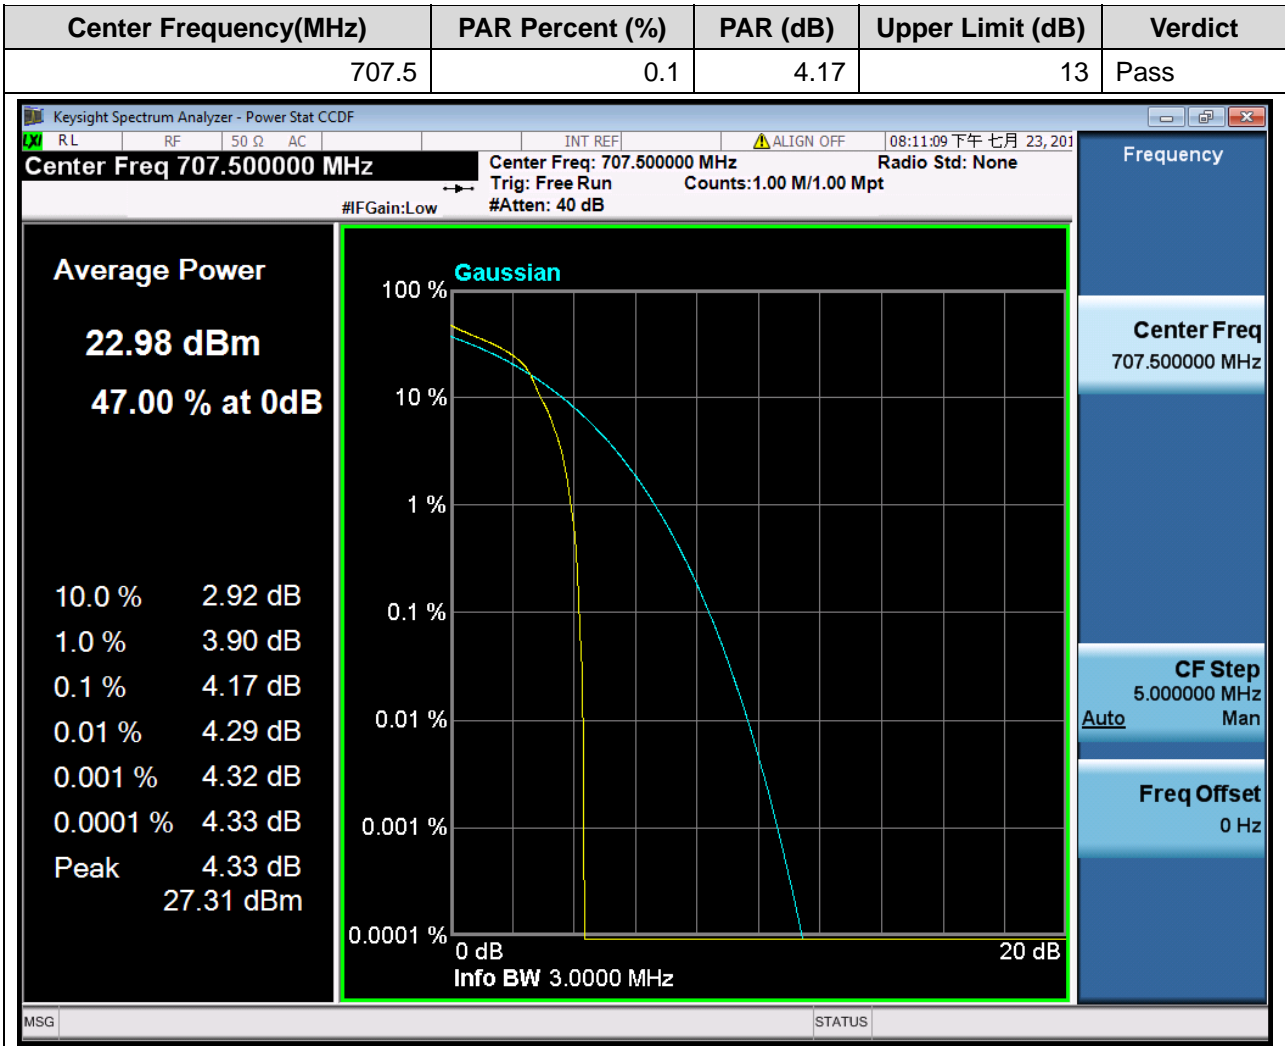 Center Frequency(MHz) PAR Percent (%) PAR (dB) Upper Limit (dB) Verdict
707.5 0.1 4.17 13 Pass
Keysight Spectrum Analyzer - Power Stat CCDF
LXI RL RF 50 Ω AC INT REF ALIGN OFF 08:11:09 下午 七月 23, 201
Center Freq 707.500000 MHz
Center Freq: 707.500000 MHz Radio Std: None
Trig: Free Run Counts:1.00 M/1.00 Mpt
#IFGain:Low #Atten: 40 dB
Frequency
Average Power
22.98 dBm
47.00 % at 0dB
10.0 % 2.92 dB
1.0 % 3.90 dB
0.1 % 4.17 dB
0.01 % 4.29 dB
0.001 % 4.32 dB
0.0001 % 4.33 dB
Peak 4.33 dB
27.31 dBm
Gaussian
100 %
10 %
1 %
0.1 %
0.01 %
0.001 %
0.0001 %
0 dB 20 dB
Info BW 3.0000 MHz
Center Freq
707.500000 MHz
CF Step
5.000000 MHz
Auto Man
Freq Offset
0 Hz
MSG STATUS